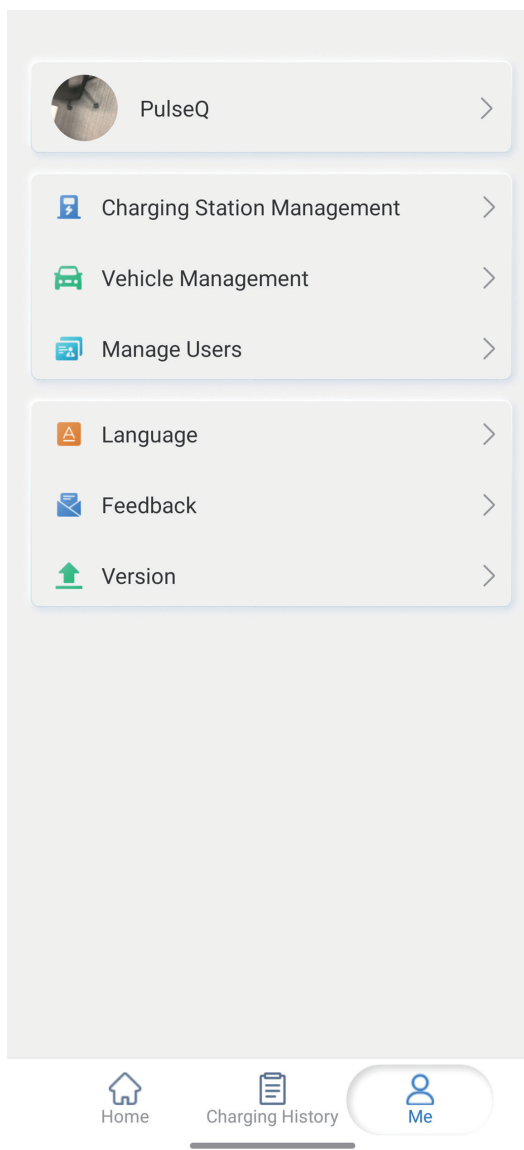 PulseQ
Charging Station Management
Vehicle Management
Manage Users
Language
Feedback
Version
Home
Charging History
Me